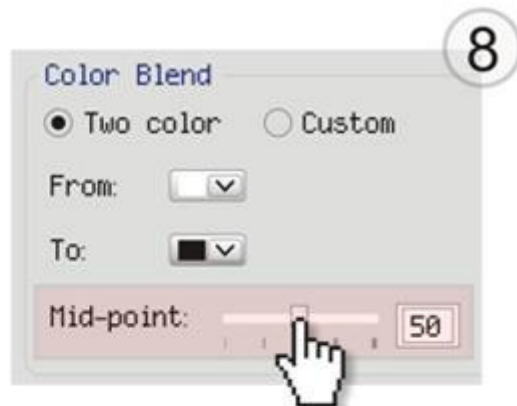 8
Color Blend
Two color Custom
From:
To:
Mid-point: 50